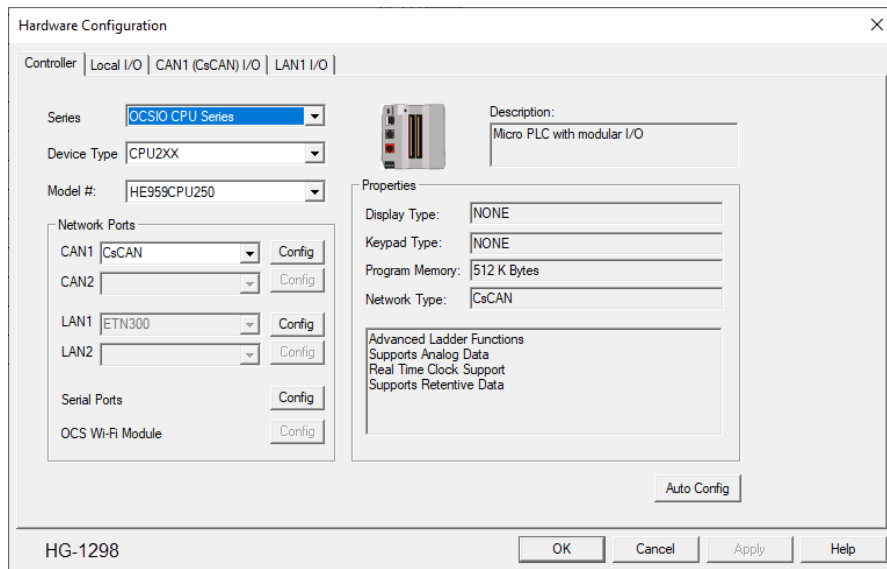 Hardware Configuration
Controller Local I/O CAN1 (CsCAN) I/O LAN1 I/O
Series OCSIO CPU Series
Device Type CPU2XX
Model #: HE959CPU250
Network Ports
CAN1 CsCAN Config
CAN2 Config
LAN1 ETN300 Config
LAN2 Config
Serial Ports Config
OCS Wi-Fi Module Config
Description:
Micro PLC with modular I/O
Properties
Display Type: NONE
Keypad Type: NONE
Program Memory: 512 K Bytes
Network Type: CsCAN
Advanced Ladder Functions
Supports Analog Data
Real Time Clock Support
Supports Retentive Data
Auto Config
HG-1298
OK Cancel Apply Help